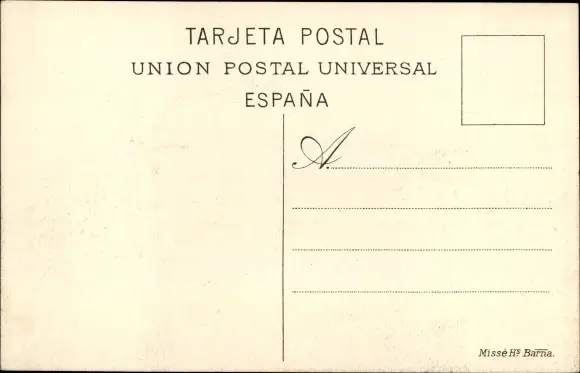 TARJETA POSTAL
UNION POSTAL UNIVERSAL
ESPAÑA
A
Missé Hs Barna.